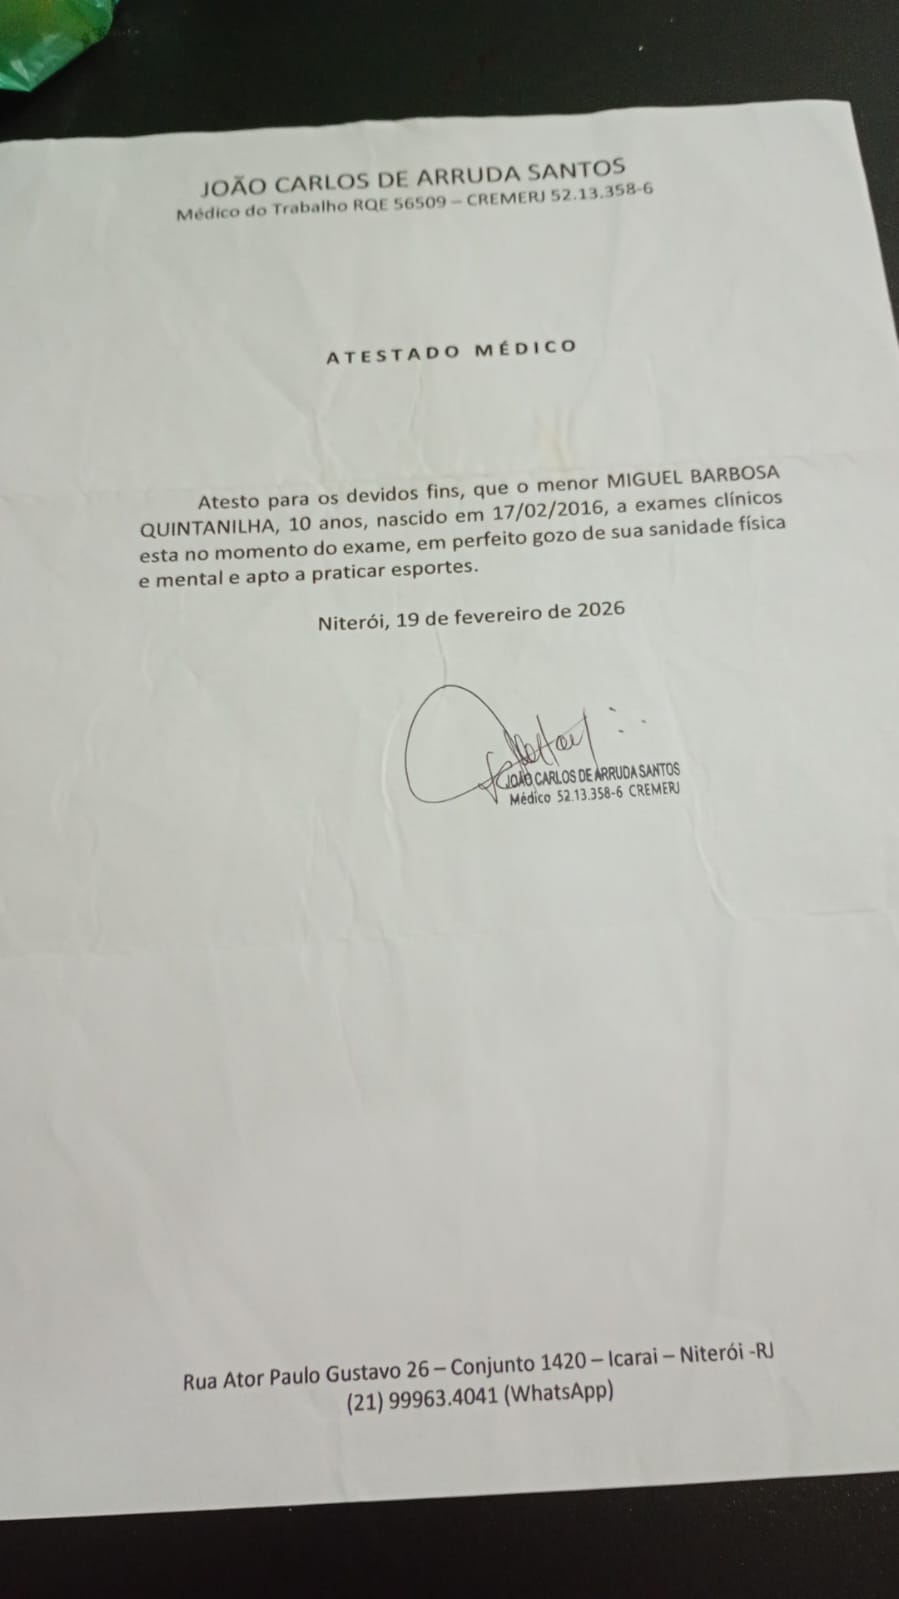 JOÃO CARLOS DE ARRUDA SANTOS
Médico do Trabalho RQE 56509 – CREMERJ 52.13.358-6
ATESTADO MÉDICO
Atesto para os devidos fins, que o menor MIGUEL BARBOSA
QUINTANILHA, 10 anos, nascido em 17/02/2016, a exames clínicos
esta no momento do exame, em perfeito gozo de sua sanidade física
e mental e apto a praticar esportes.
Niterói, 19 de fevereiro de 2026
JOÃO CARLOS DE ARRUDA SANTOS
Médico 52.13.358-6 CREMERJ
Rua Ator Paulo Gustavo 26 – Conjunto 1420 – Icarai – Niterói -RJ
(21) 99963.4041 (WhatsApp)